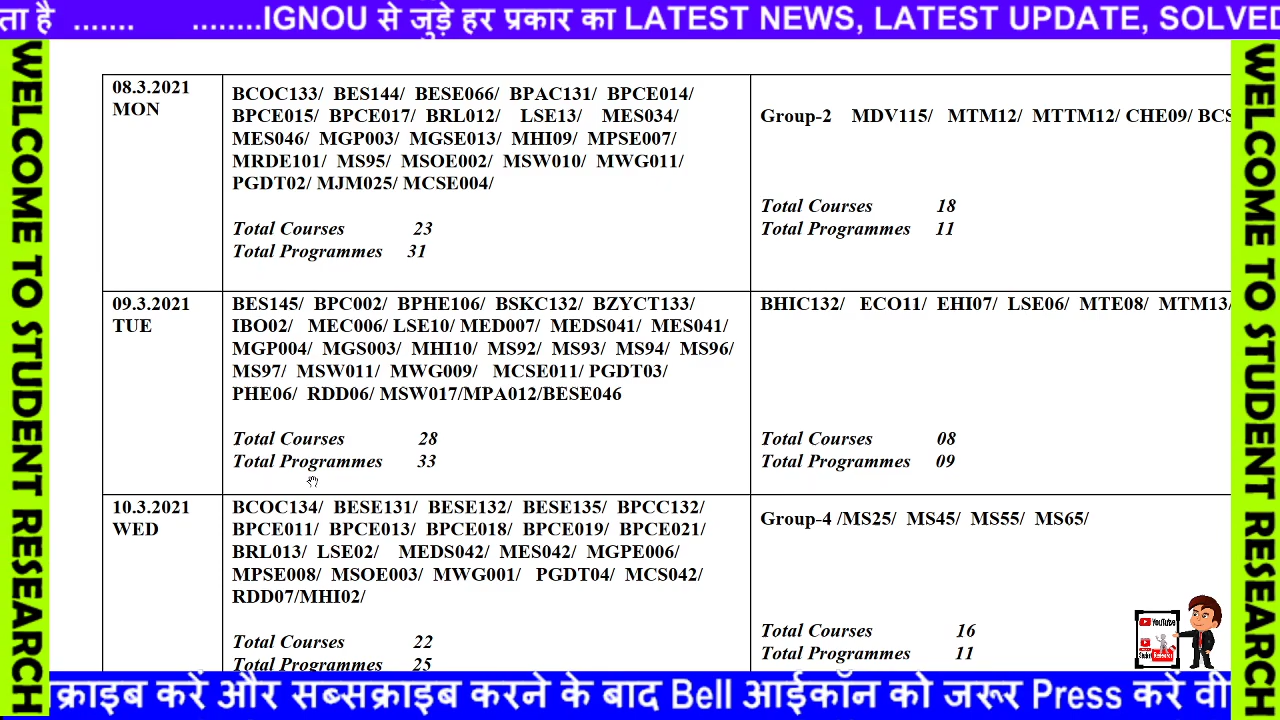 ता है ....... ........IGNOU से जुड़े हर प्रकार का LATEST NEWS, LATEST UPDATE, SOLVED
WELCOME TO STUDENT RESEARCH
08.3.2021
MON
BCOC133/ BES144/ BESE066/ BPAC131/ BPCE014/
BPCE015/ BPCE017/ BRL012/ LSE13/ MES034/
MES046/ MGP003/ MGSE013/ MHI09/ MPSE007/
MRDE101/ MS95/ MSOE002/ MSW010/ MWG011/
PGDT02/ MJM025/ MCSE004/
Total Courses 23
Total Programmes 31
Group-2 MDV115/ MTM12/ MTTM12/ CHE09/ BCS
Total Courses 18
Total Programmes 11
09.3.2021
TUE
BES145/ BPC002/ BPHE106/ BSKC132/ BZYCT133/
IBO02/ MEC006/ LSE10/ MED007/ MEDS041/ MES041/
MGP004/ MGS003/ MHI10/ MS92/ MS93/ MS94/ MS96/
MS97/ MSW011/ MWG009/ MCSE011/ PGDT03/
PHE06/ RDD06/ MSW017/MPA012/BESE046
Total Courses 28
Total Programmes 33
BHIC132/ ECO11/ EHI07/ LSE06/ MTE08/ MTM13/
Total Courses 08
Total Programmes 09
10.3.2021
WED
BCOC134/ BESE131/ BESE132/ BESE135/ BPCC132/
BPCE011/ BPCE013/ BPCE018/ BPCE019/ BPCE021/
BRL013/ LSE02/ MEDS042/ MES042/ MGPE006/
MPSE008/ MSOE003/ MWG001/ PGDT04/ MCS042/
RDD07/MHI02/
Total Courses 22
Total Programmes 25
Group-4 /MS25/ MS45/ MS55/ MS65/
Total Courses 16
Total Programmes 11
YouTube
WELCOME TO STUDENT RESEARCH
क्राइब करें और सब्सक्राइब करने के बाद Bell आईकॉन को जरूर Press करें वी